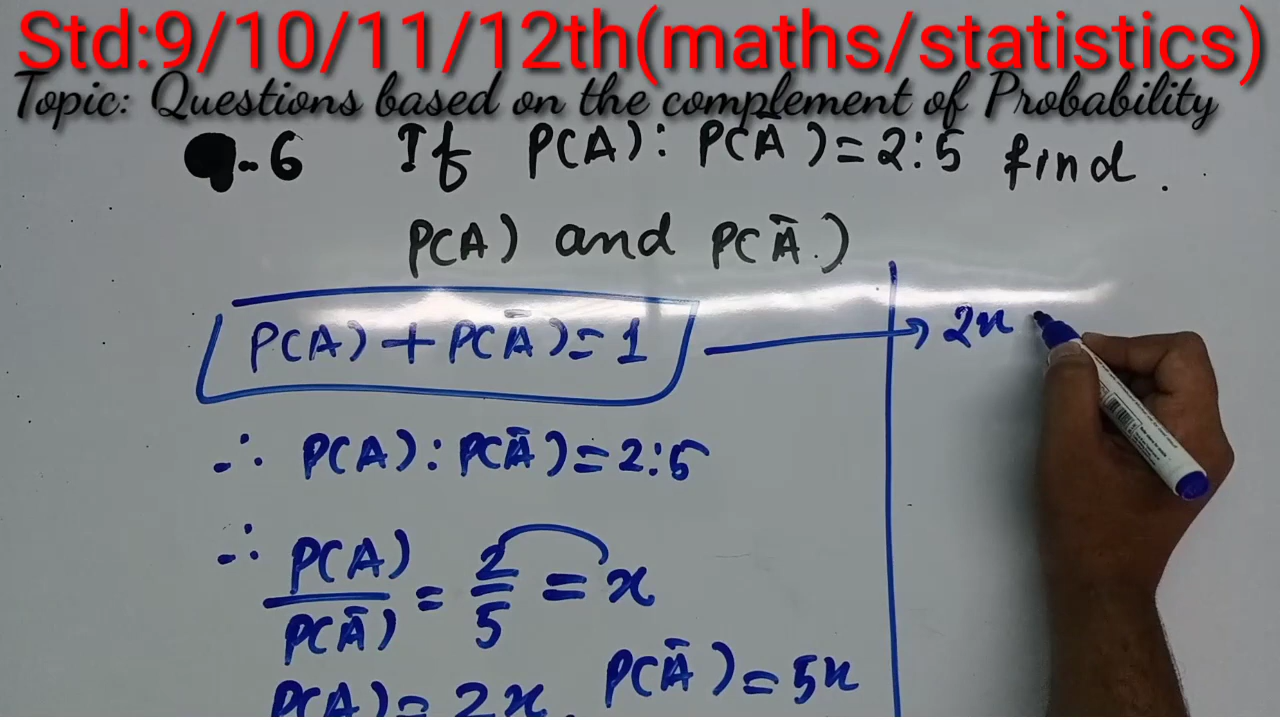 Std:9/10/11/12th(maths/statistics)
Topic: Questions based on the complement of Probability
Q.6 If P(A) : P(Ā) = 2:5 find
P(A) and P(Ā.)
P(A) + P(Ā) = 1 → 2x
∴ P(A) : P(Ā) = 2:5
∴ P(A)/P(Ā) = 2/5 = x
P(A) = 2x, P(Ā) = 5x